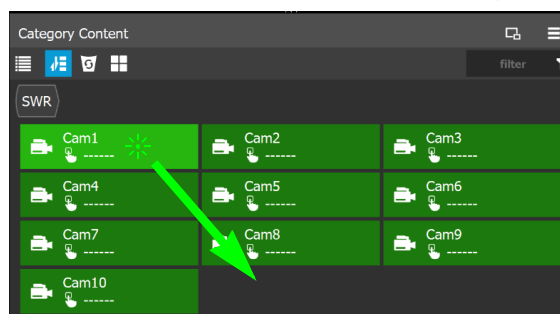 Category Content
filter
SWR
Cam1
------
Cam2
------
Cam3
------
Cam4
------
Cam5
------
Cam6
------
Cam7
------
Cam8
------
Cam9
------
Cam10
------